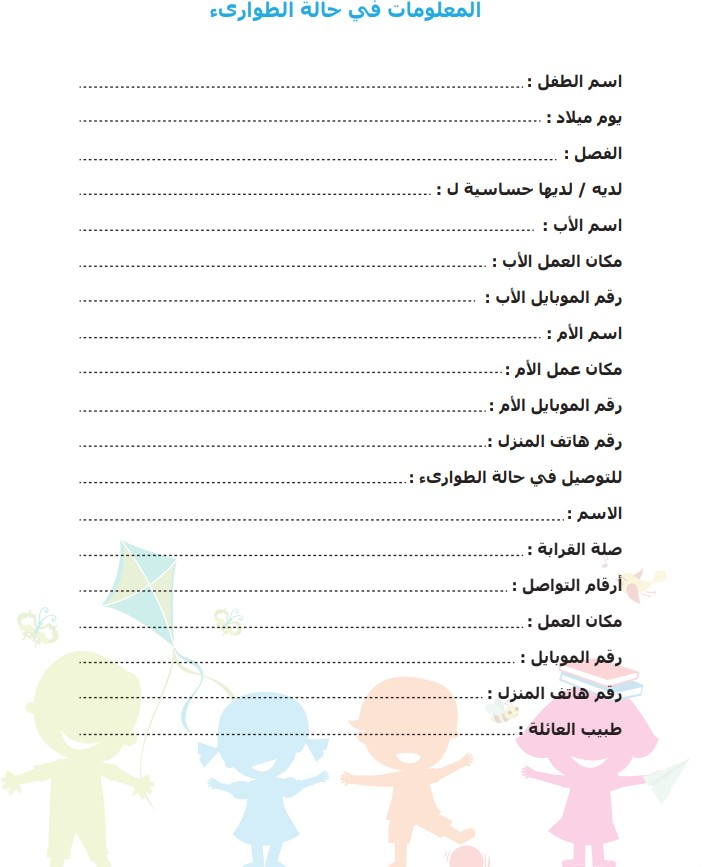 المعلومات في حالة الطوارىء
اسم الطفل :
يوم ميلاد :
الفصل :
لديه / لديها حساسية ل :
اسم الأب :
مكان العمل الأب :
رقم الموبايل الأب :
اسم الأم :
مكان عمل الأم :
رقم الموبايل الأم :
رقم هاتف المنزل :
للتوصيل في حالة الطوارىء :
الاسم :
صلة القرابة :
أرقام التواصل :
مكان العمل :
رقم الموبايل :
رقم هاتف المنزل :
طبيب العائلة :